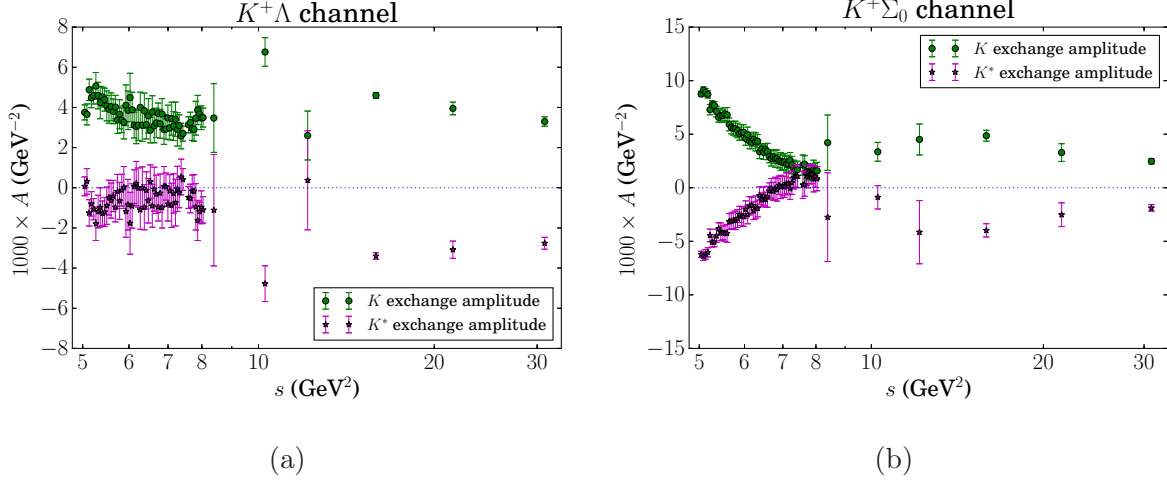 K⁺Λ channel
8
6
4
2
0
−2
−4
−6
−8
1000 × A (GeV⁻²)
K exchange amplitude
K* exchange amplitude
5 6 7 8 10 20 30
s (GeV²)
(a)
K⁺Σ₀ channel
15
10
5
0
−5
−10
−15
1000 × A (GeV⁻²)
K exchange amplitude
K* exchange amplitude
5 6 7 8 10 20 30
s (GeV²)
(b)